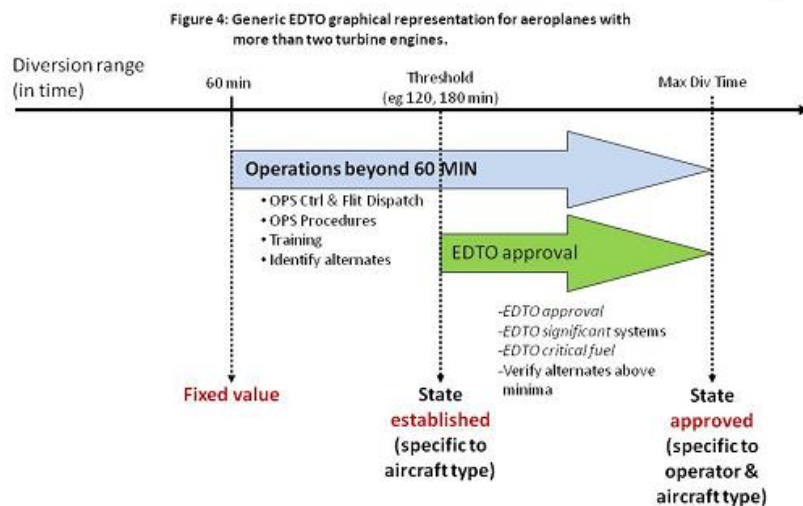 Figure 4: Generic EDTO graphical representation for aeroplanes with
more than two turbine engines.
Diversion range
(in time)
60 min
Threshold
(eg 120, 180 min)
Max Div Time
Operations beyond 60 MIN
• OPS Ctrl & Flit Dispatch
• OPS Procedures
• Training
• Identify alternates
EDTO approval
-EDTO approval
-EDTO significant systems
-EDTO critical fuel
-Verify alternates above
minima
Fixed value
State
established
(specific to
aircraft type)
State
approved
(specific to
operator &
aircraft type)